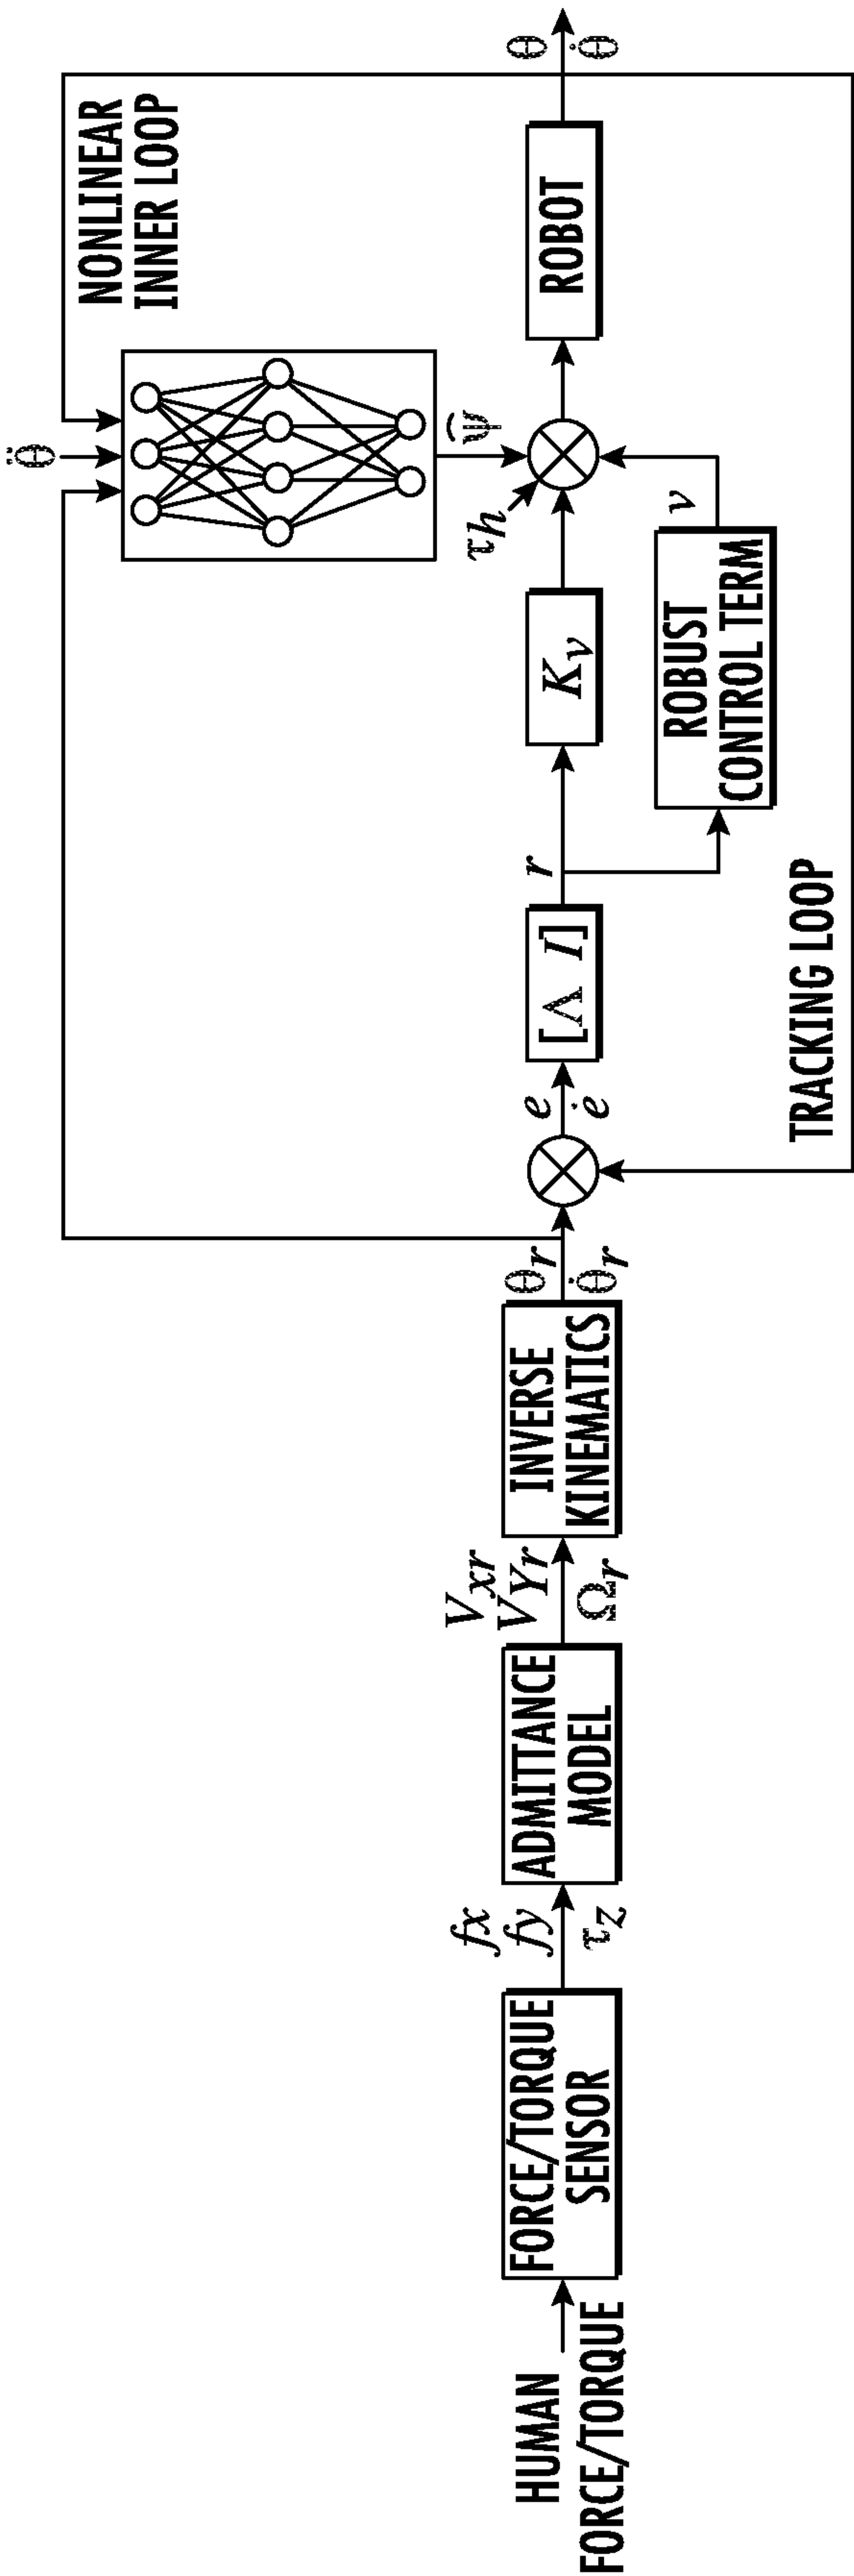 HUMAN
FORCE/TORQUE
FORCE/TORQUE
SENSOR
fx
fy
τz
ADMITTANCE
MODEL
Vxr
VYr
Ωr
INVERSE
KINEMATICS
θr
θ̇r
e
ė
[Λ I]
r
Kv
ROBUST
CONTROL TERM
v
τh
ψ̂
θ̈
NONLINEAR
INNER LOOP
ROBOT
θ
θ̇
TRACKING LOOP